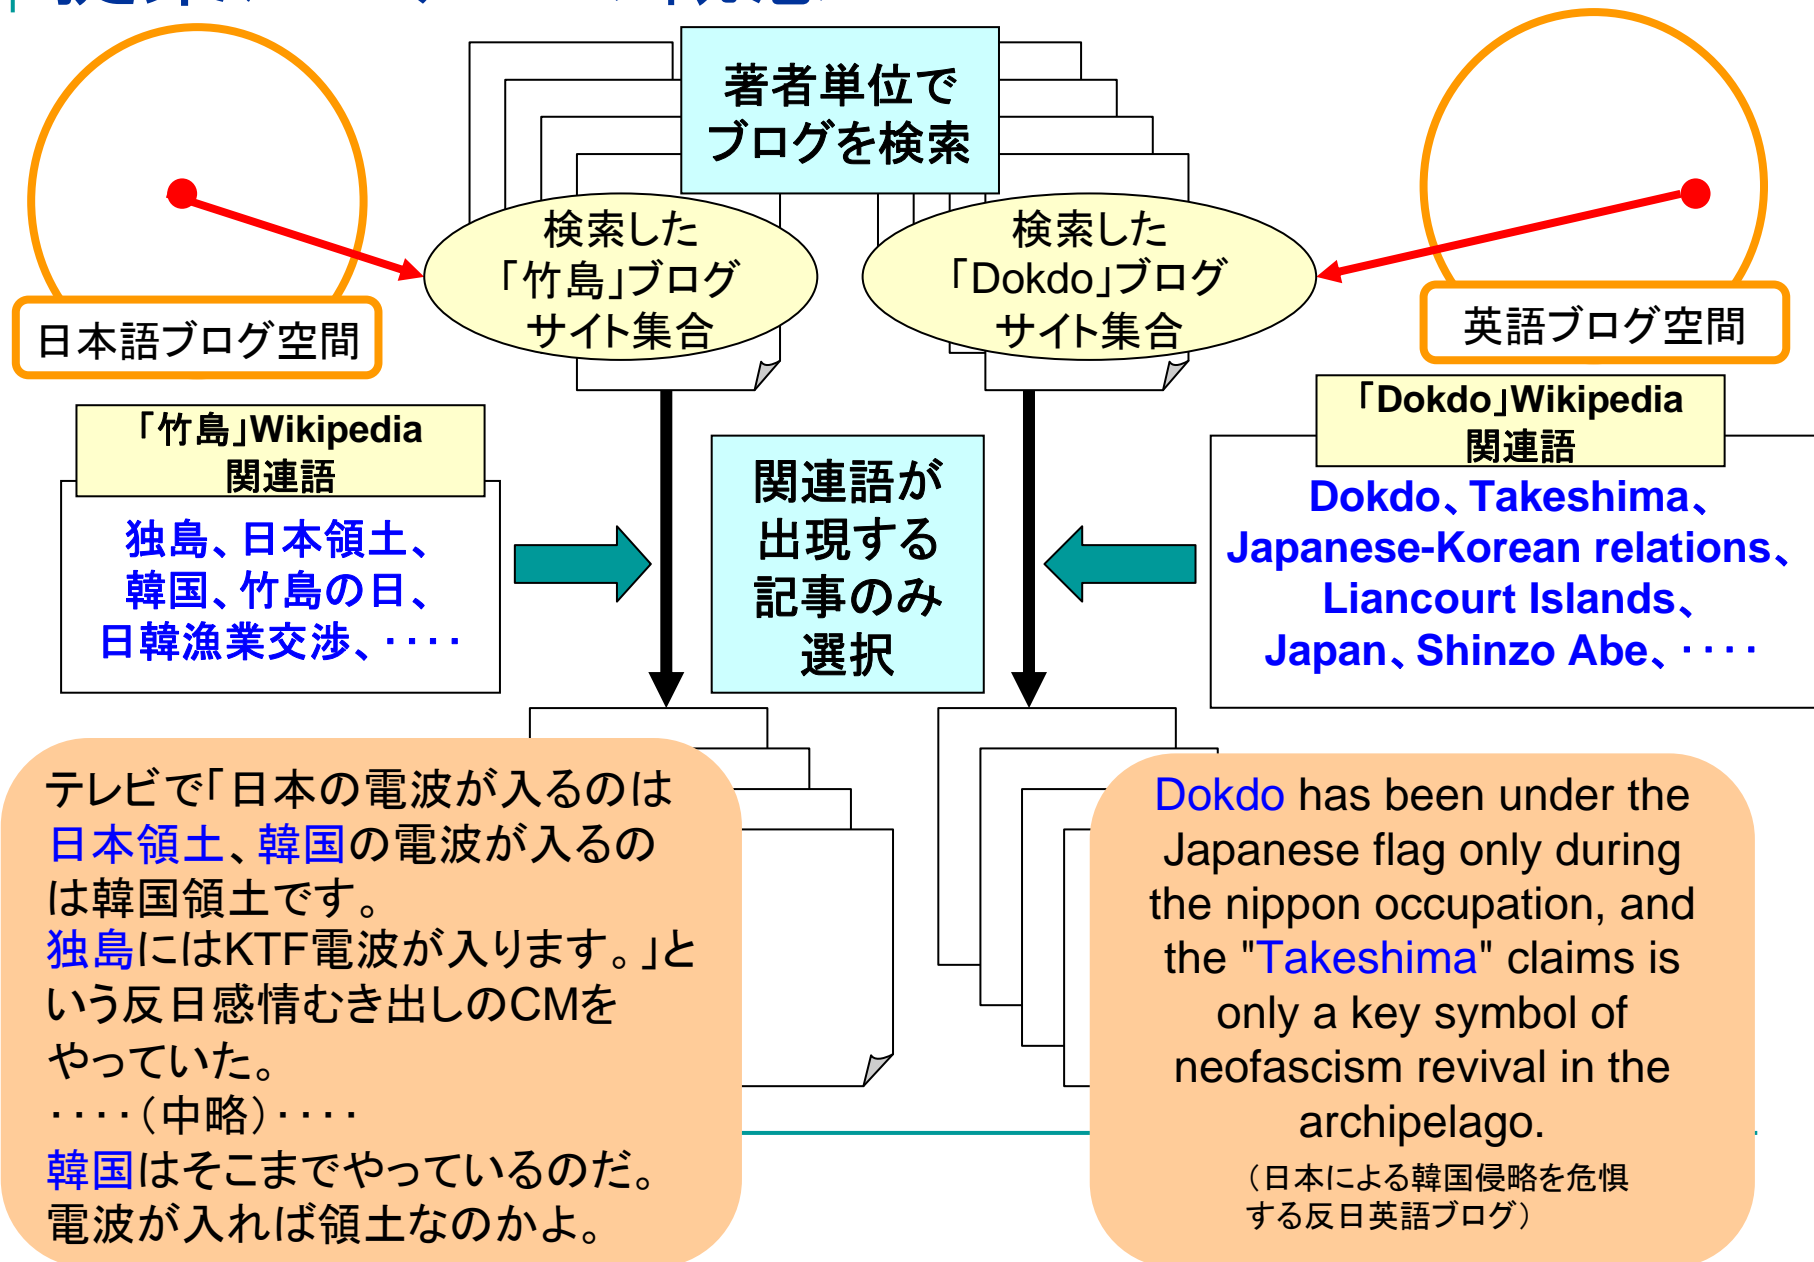 著者単位で
ブログを検索
検索した
「竹島」ブログ
サイト集合
検索した
「Dokdo」ブログ
サイト集合
日本語ブログ空間
英語ブログ空間
「竹島」Wikipedia
関連語
独島、日本領土、
韓国、竹島の日、
日韓漁業交渉、････
関連語が
出現する
記事のみ
選択
「Dokdo」Wikipedia
関連語
Dokdo、Takeshima、
Japanese-Korean relations、
Liancourt Islands、
Japan、Shinzo Abe、････
テレビで「日本の電波が入るのは
日本領土、韓国の電波が入るの
は韓国領土です。
独島にはKTF電波が入ります。」と
いう反日感情むき出しのCMを
やっていた。
････（中略）････
韓国はそこまでやっているのだ。
電波が入れば領土なのかよ。
Dokdo has been under the
Japanese flag only during
the nippon occupation, and
the "Takeshima" claims is
only a key symbol of
neofascism revival in the
archipelago.
（日本による韓国侵略を危惧
する反日英語ブログ）